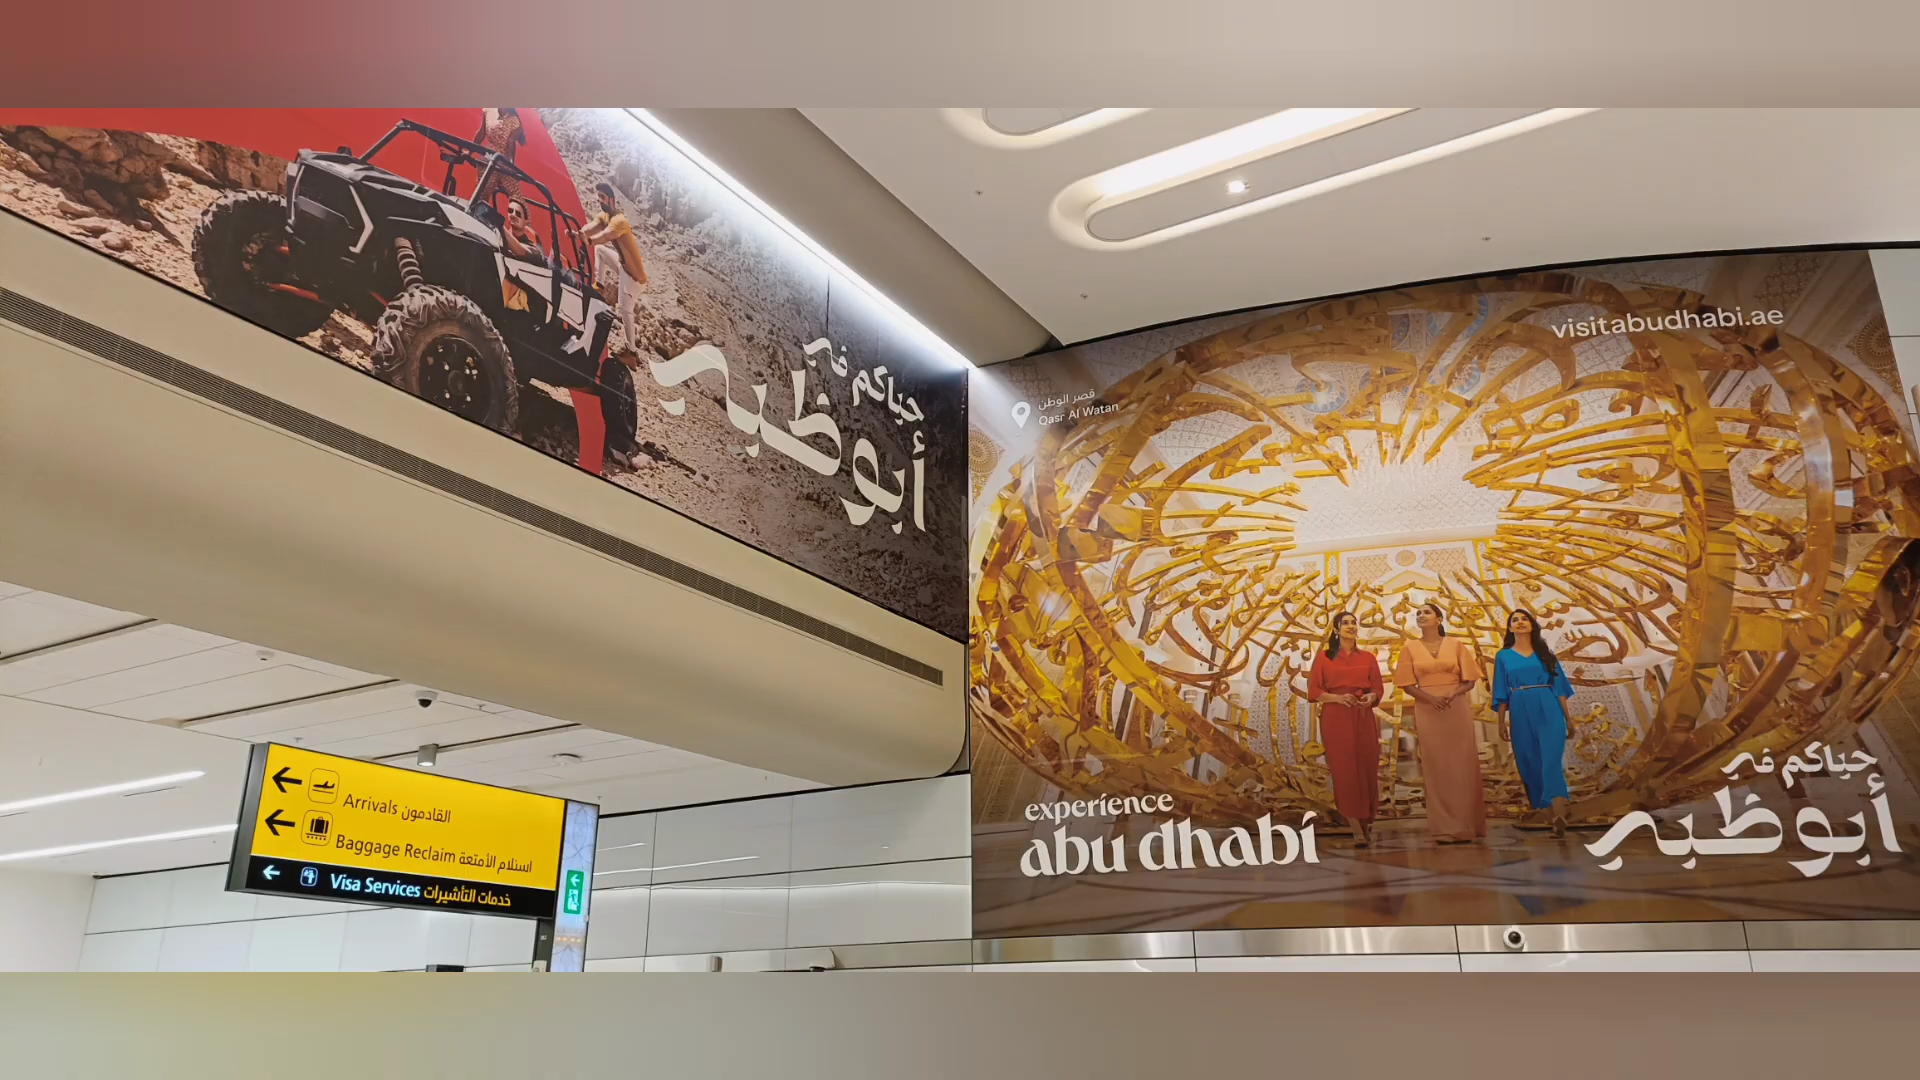 حياكم في
أبوظبي
visitabudhabi.ae
قصر الوطن
Qasr Al Watan
experience
abu dhabi
حياكم في
أبوظبي
Arrivals القادمون
Baggage Reclaim استلام الأمتعة
Visa Services خدمات التأشيرات